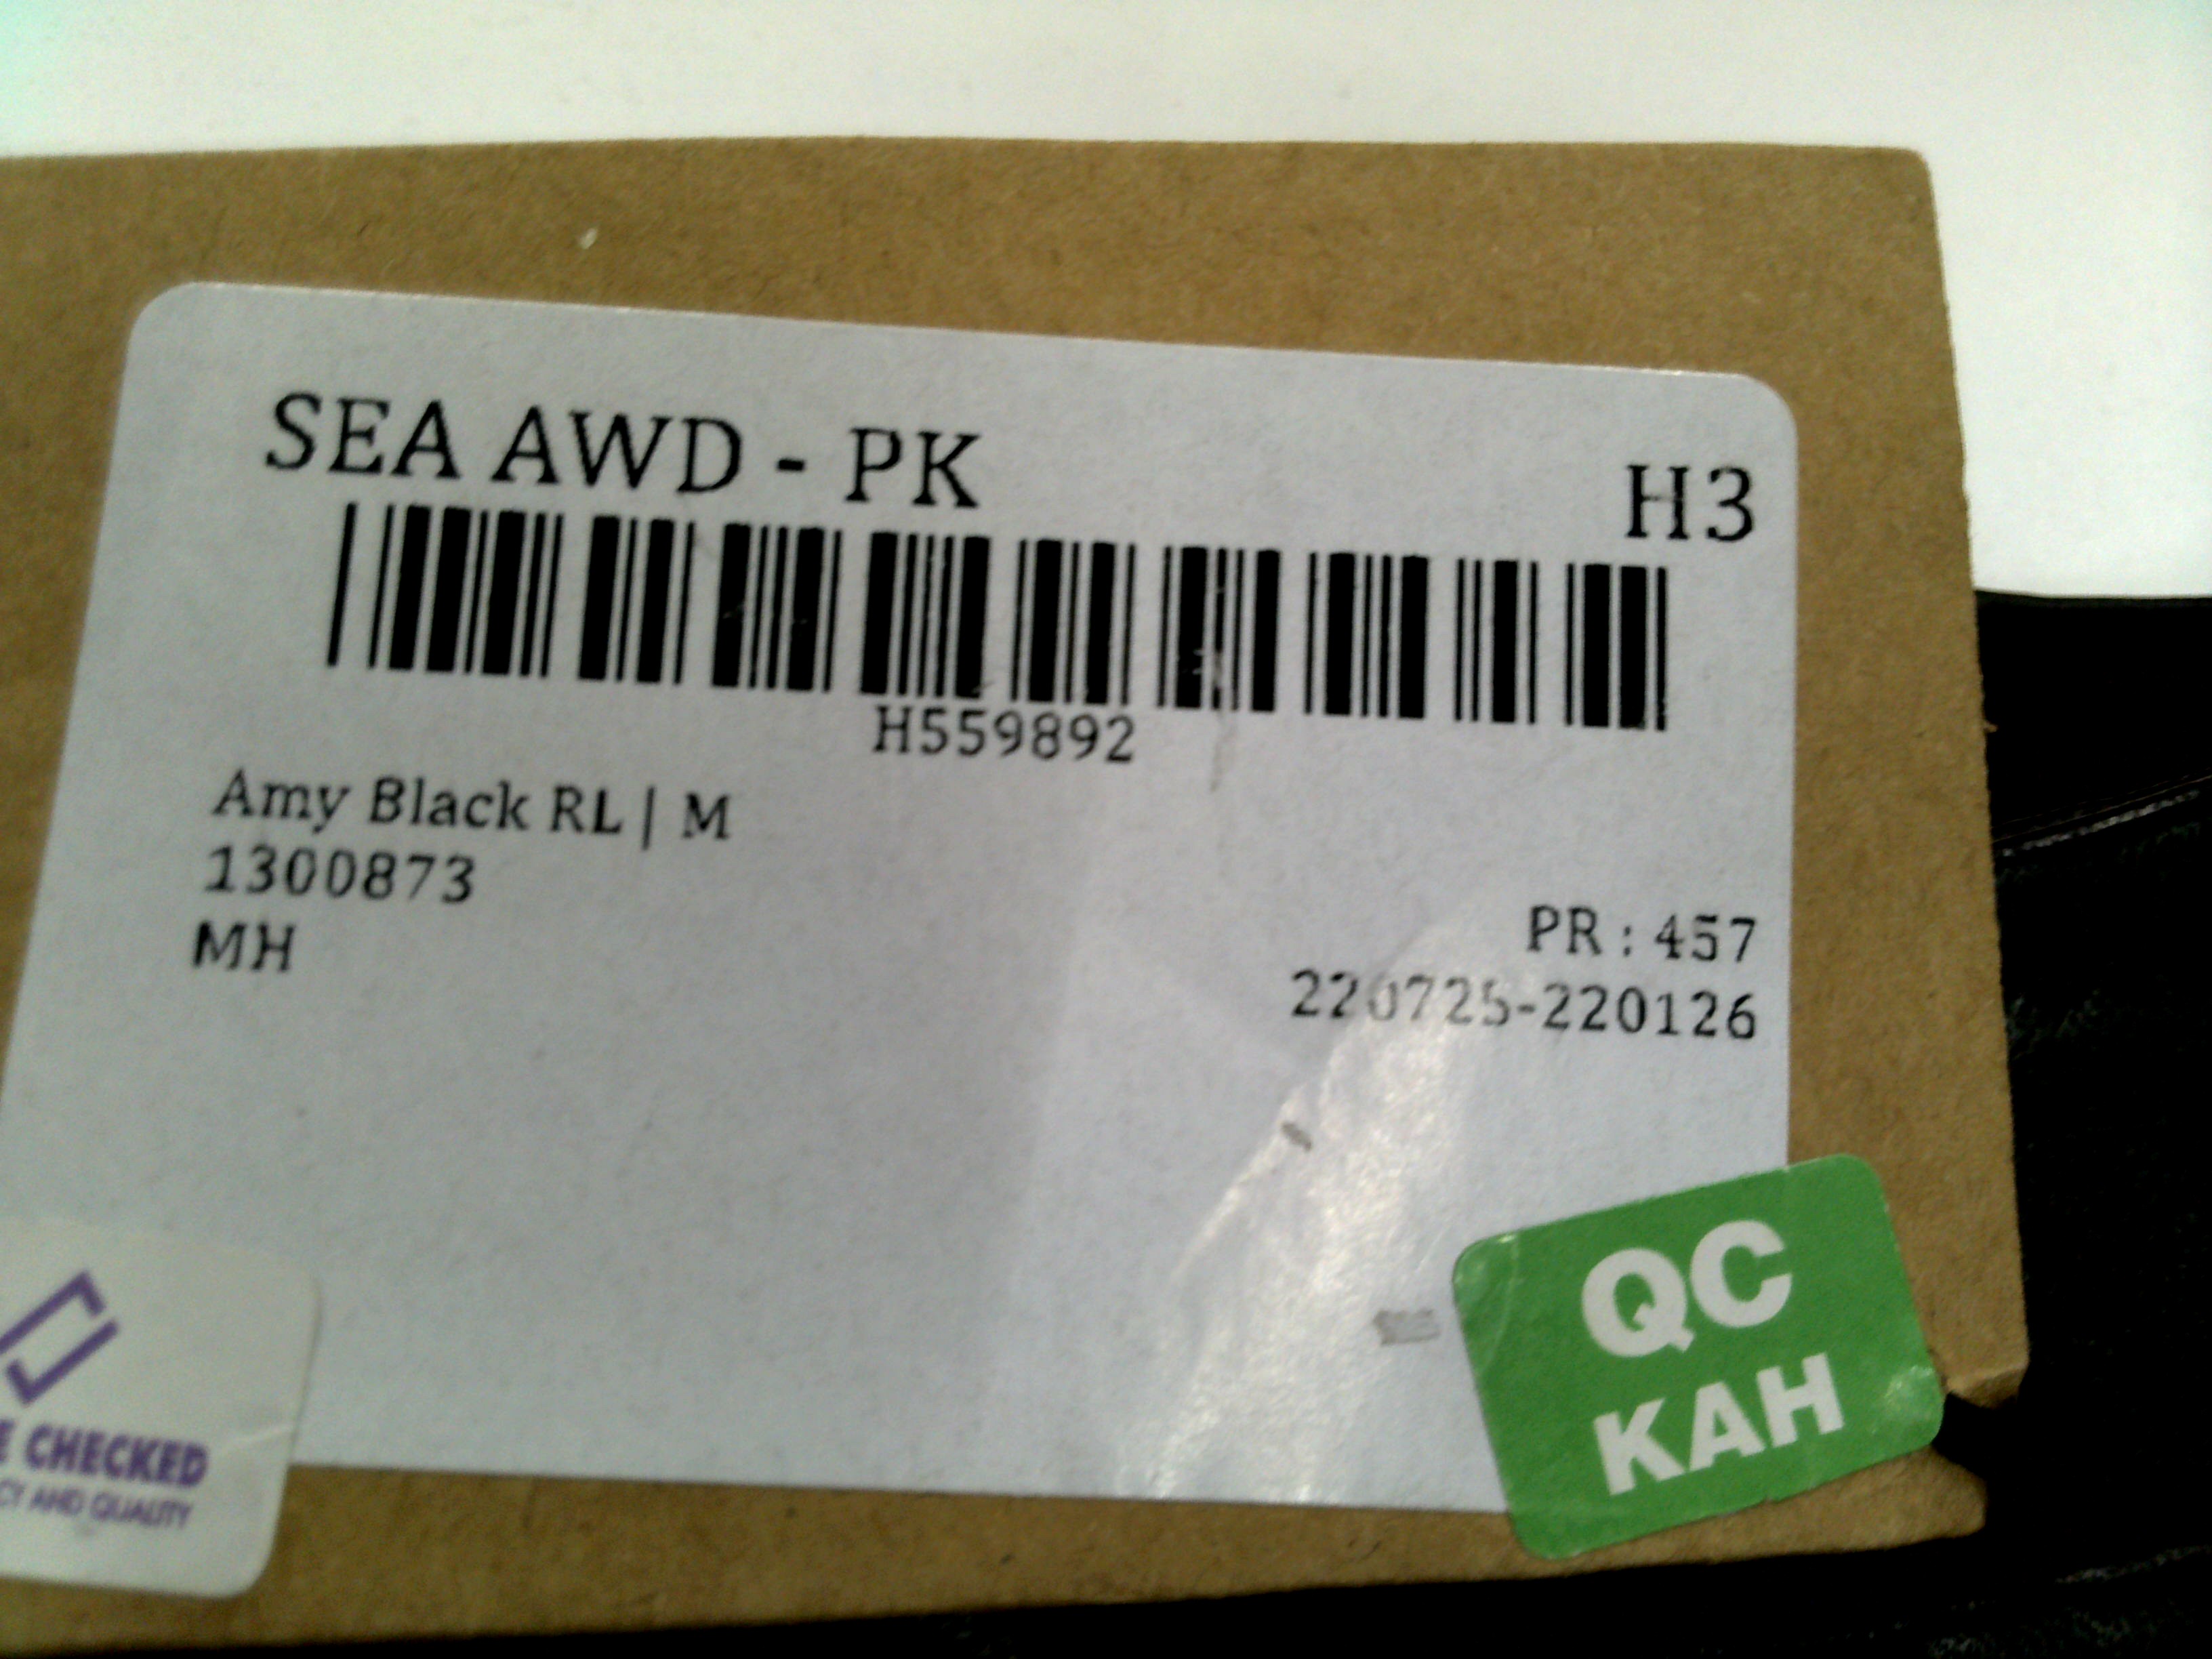 SEA AWD - PK
H3
H559892
Amy Black RL | M
1300873
MH
PR : 457
220725-220126
QC
KAH
CHECKED
AND QUALITY